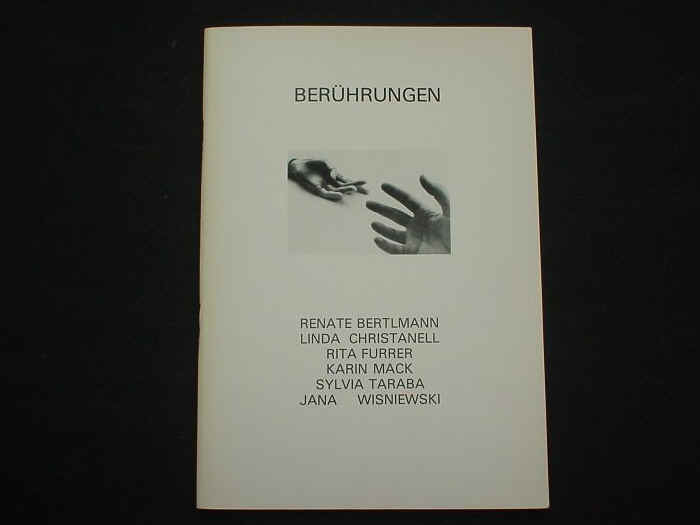 BERÜHRUNGEN
RENATE BERTLMANN
LINDA CHRISTANELL
RITA FURRER
KARIN MACK
SYLVIA TARABA
JANA WISNIEWSKI